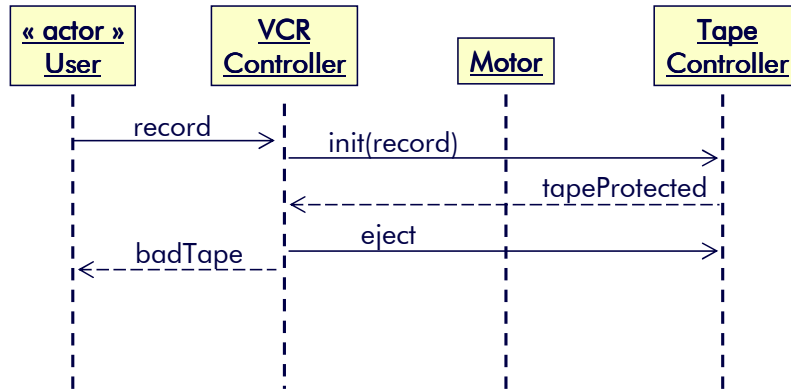 « actor »
User
VCR
Controller
Motor
Tape
Controller
record
init(record)
tapeProtected
eject
badTape